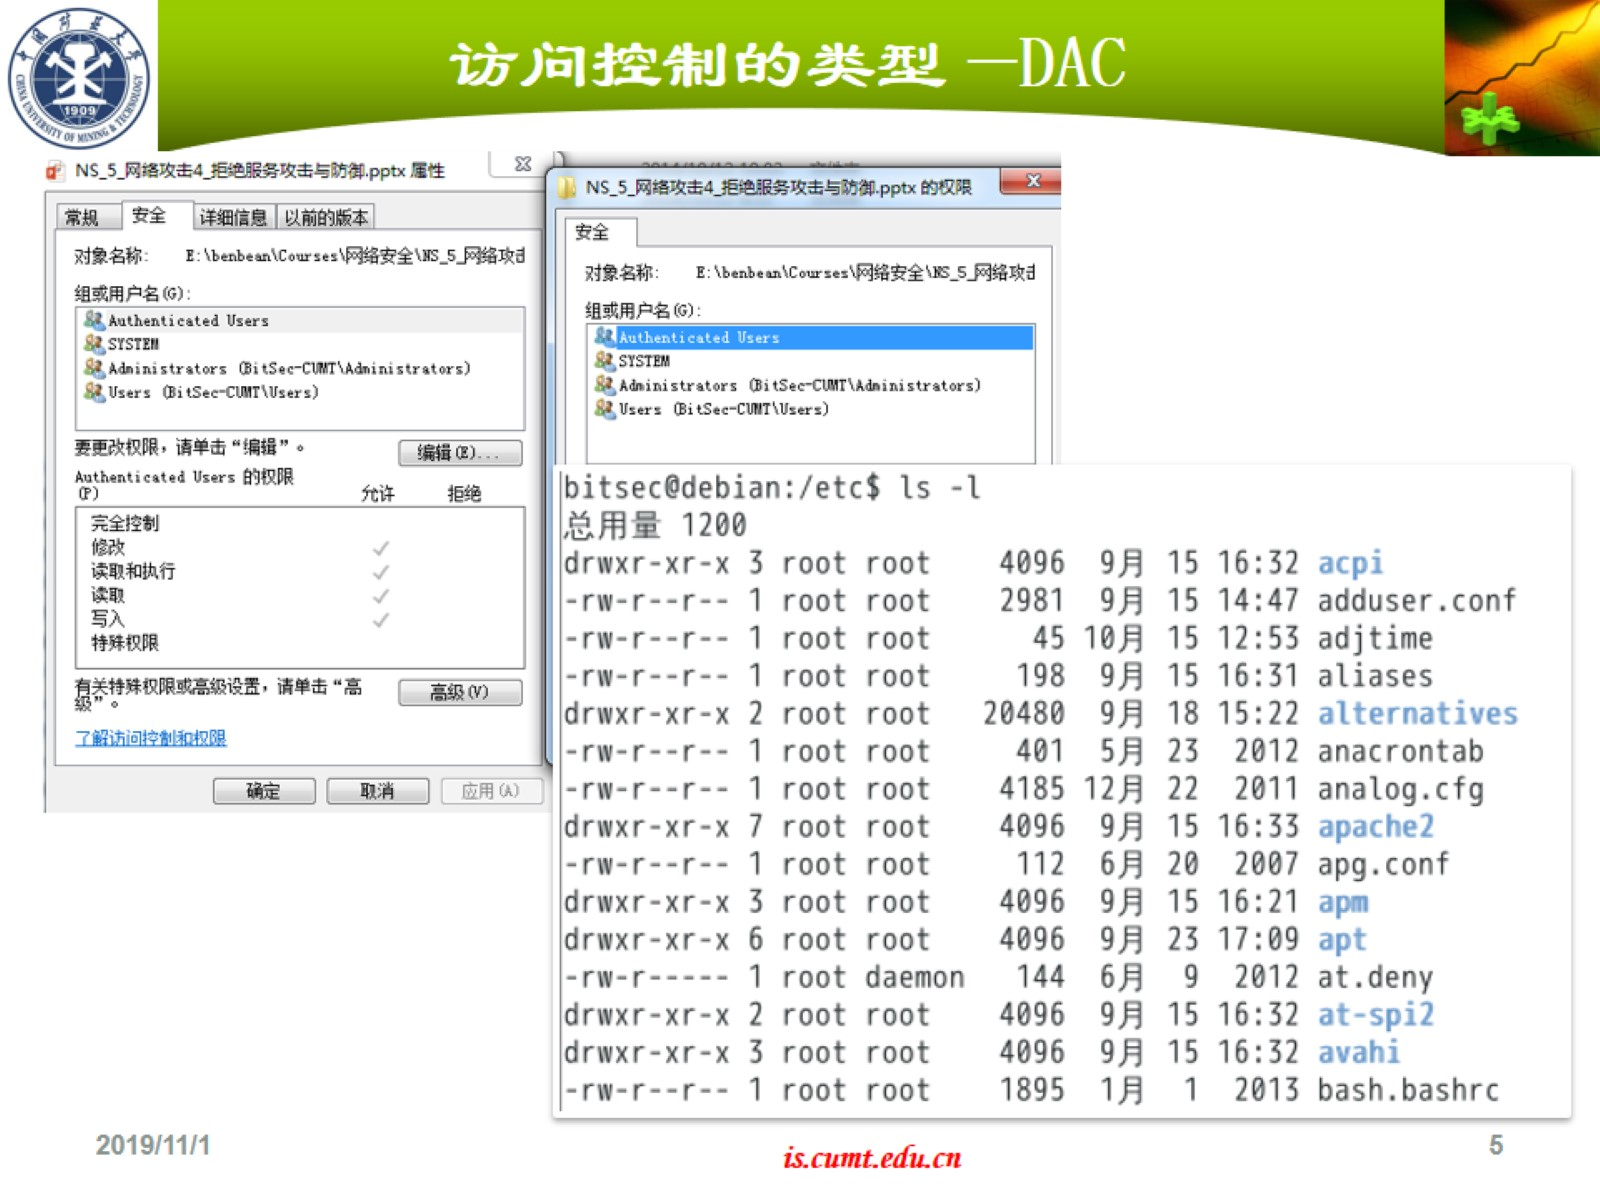 访问控制的类型 —DAC
中国矿业大学
1909
CHINA UNIVERSITY OF MINING & TECHNOLOGY
NS_5_网络攻击4_拒绝服务攻击与防御.pptx 属性
常规 安全 详细信息 以前的版本
对象名称: E:\benbean\Courses\网络安全\NS_5_网络攻击
组或用户名(G):
Authenticated Users
SYSTEM
Administrators (BitSec-CUMT\Administrators)
Users (BitSec-CUMT\Users)
要更改权限，请单击“编辑”。
编辑(E)...
Authenticated Users 的权限
(P) 允许 拒绝
完全控制
修改
读取和执行
读取
写入
特殊权限
有关特殊权限或高级设置，请单击“高
级”。
高级(V)
了解访问控制和权限
确定 取消 应用(A)
NS_5_网络攻击4_拒绝服务攻击与防御.pptx 的权限
安全
对象名称: E:\benbean\Courses\网络安全\NS_5_网络攻击
组或用户名(G):
Authenticated Users
SYSTEM
Administrators (BitSec-CUMT\Administrators)
Users (BitSec-CUMT\Users)
bitsec@debian:/etc$ ls -l
总用量 1200
drwxr-xr-x 3 root root 4096 9月 15 16:32 acpi
-rw-r--r-- 1 root root 2981 9月 15 14:47 adduser.conf
-rw-r--r-- 1 root root 45 10月 15 12:53 adjtime
-rw-r--r-- 1 root root 198 9月 15 16:31 aliases
drwxr-xr-x 2 root root 20480 9月 18 15:22 alternatives
-rw-r--r-- 1 root root 401 5月 23 2012 anacrontab
-rw-r--r-- 1 root root 4185 12月 22 2011 analog.cfg
drwxr-xr-x 7 root root 4096 9月 15 16:33 apache2
-rw-r--r-- 1 root root 112 6月 20 2007 apg.conf
drwxr-xr-x 3 root root 4096 9月 15 16:21 apm
drwxr-xr-x 6 root root 4096 9月 23 17:09 apt
-rw-r----- 1 root daemon 144 6月 9 2012 at.deny
drwxr-xr-x 2 root root 4096 9月 15 16:32 at-spi2
drwxr-xr-x 3 root root 4096 9月 15 16:32 avahi
-rw-r--r-- 1 root root 1895 1月 1 2013 bash.bashrc
2019/11/1
is.cumt.edu.cn
5